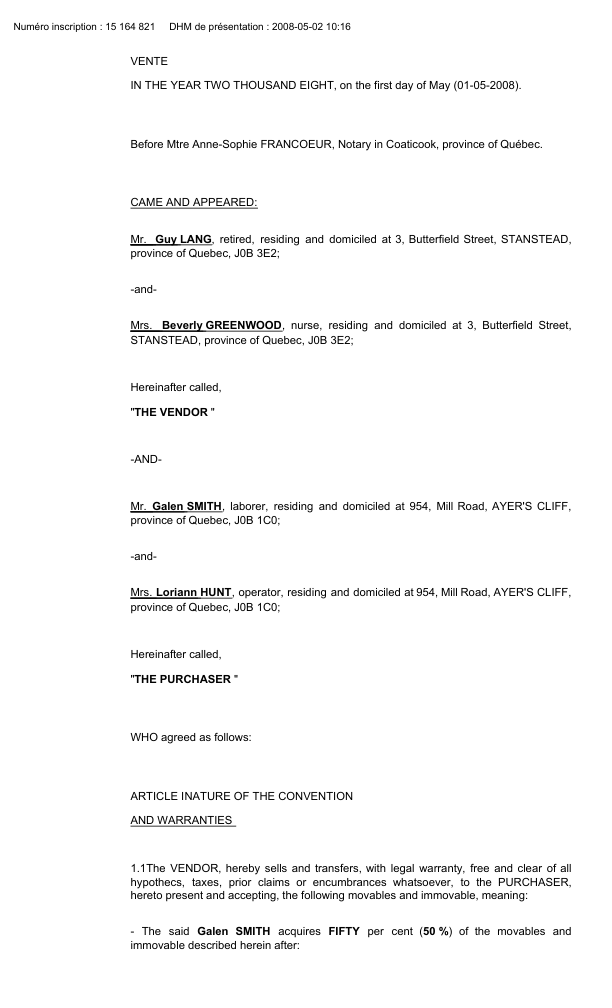 Numéro inscription : 15 164 821 DHM de présentation : 2008-05-02 10:16
VENTE
IN THE YEAR TWO THOUSAND EIGHT, on the first day of May (01-05-2008).
Before Mtre Anne-Sophie FRANCOEUR, Notary in Coaticook, province of Québec.
CAME AND APPEARED:
Mr. Guy LANG, retired, residing and domiciled at 3, Butterfield Street, STANSTEAD,
province of Quebec, J0B 3E2;
-and-
Mrs. Beverly GREENWOOD, nurse, residing and domiciled at 3, Butterfield Street,
STANSTEAD, province of Quebec, J0B 3E2;
Hereinafter called,
"THE VENDOR "
-AND-
Mr. Galen SMITH, laborer, residing and domiciled at 954, Mill Road, AYER'S CLIFF,
province of Quebec, J0B 1C0;
-and-
Mrs. Loriann HUNT, operator, residing and domiciled at 954, Mill Road, AYER'S CLIFF,
province of Quebec, J0B 1C0;
Hereinafter called,
"THE PURCHASER "
WHO agreed as follows:
ARTICLE INATURE OF THE CONVENTION
AND WARRANTIES
1.1The VENDOR, hereby sells and transfers, with legal warranty, free and clear of all
hypothecs, taxes, prior claims or encumbrances whatsoever, to the PURCHASER,
hereto present and accepting, the following movables and immovable, meaning:
- The said Galen SMITH acquires FIFTY per cent (50 %) of the movables and
immovable described herein after: